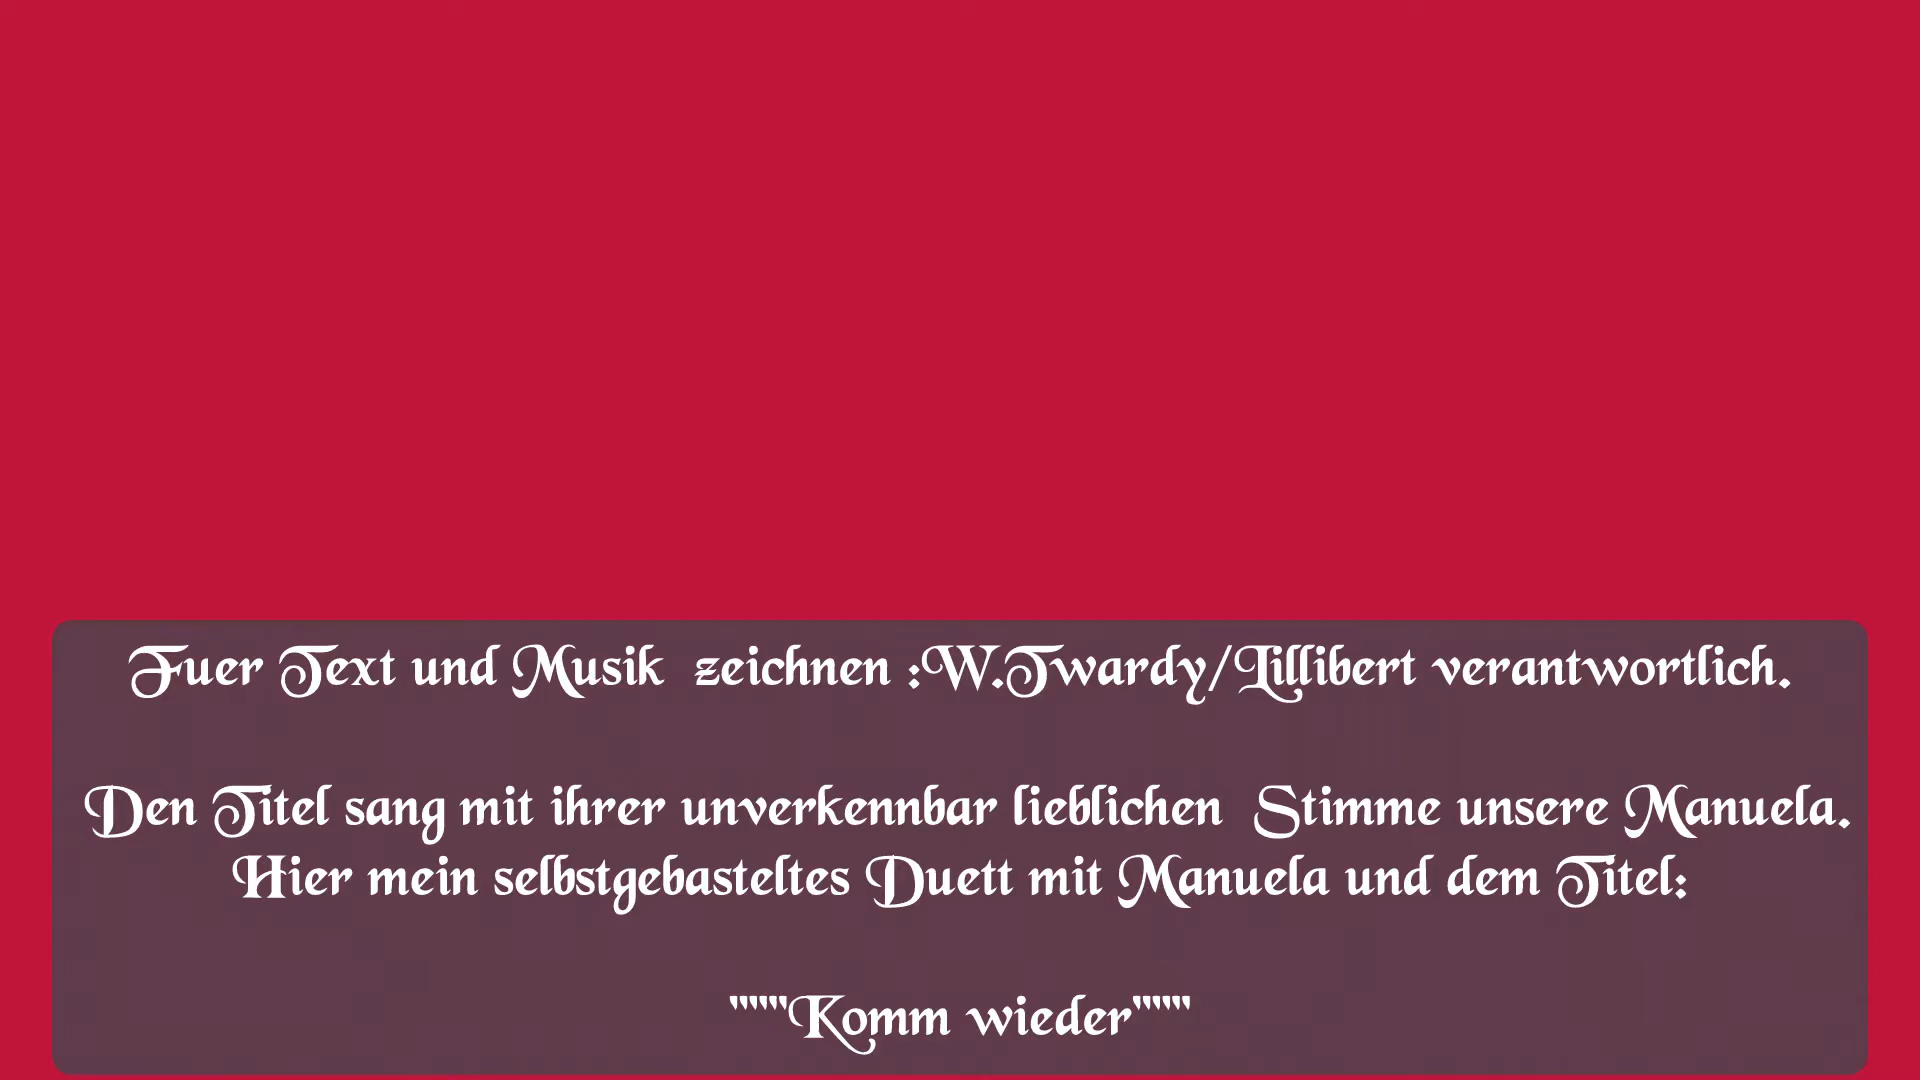 Fuer Text und Musik  zeichnen :W.Twardy/Lillibert verantwortlich.
Den Titel sang mit ihrer unverkennbar lieblichen  Stimme unsere Manuela.
Hier mein selbstgebasteltes Duett mit Manuela und dem Titel:
"""Komm wieder"""